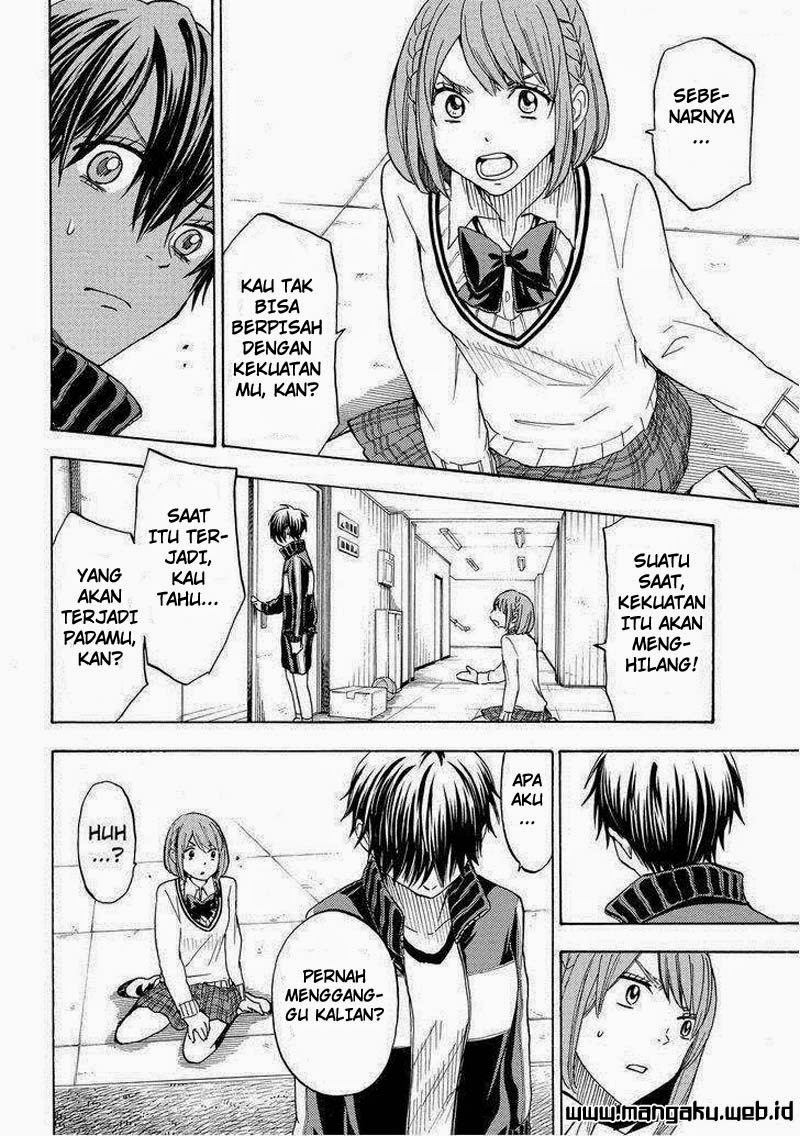 SEBE-
NARNYA
...
KAU TAK
BISA
BERPISAH
DENGAN
KEKUATAN
MU, KAN?
SUATU
SAAT,
KEKUATAN
ITU AKAN
MENG-
HILANG!
SAAT
ITU TER-
JADI,
KAU
TAHU...
YANG
AKAN
TERJADI
PADAMU,
KAN?
APA
AKU
...
PERNAH
MENGGANG-
GU KALIAN?
HUH
...?
www.mangaku.web.id